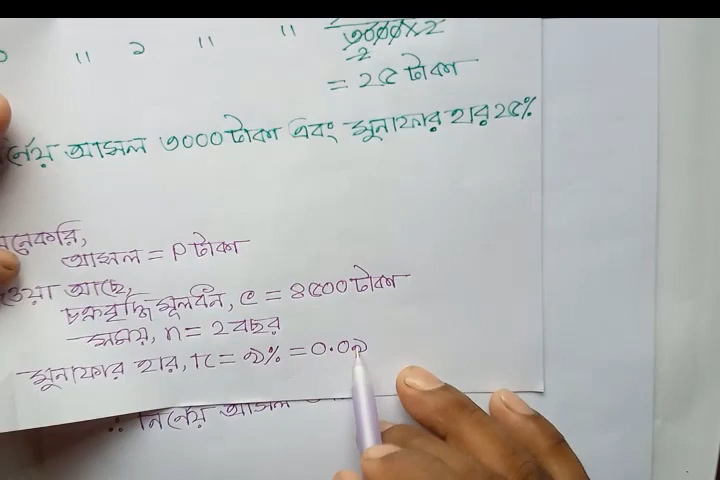 " ১ " " ৩০০০×২
২
= ২৫ টাকা
র্ণেয় আসল ৩০০০ টাকা এবং মুনাফার হার ২৫%
মনেকরি,
আসল = P টাকা
দেওয়া আছে,
চক্রবৃদ্ধি মূলধন, C = ৪৫০০ টাকা
সময়, n = ২ বছর
মুনাফার হার, r = ৯% = ০.০৯
∴ নির্ণেয় আসল